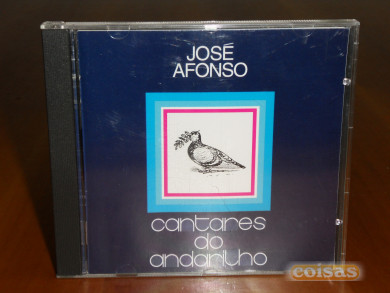 JOSÉ
AFONSO
cantares
do
andarilho
coisas